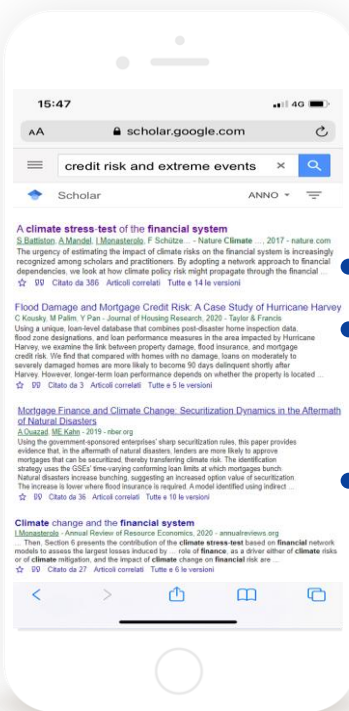 15:47
4G
AA scholar.google.com
credit risk and extreme events ×
Scholar ANNO
A climate stress-test of the financial system
S Battiston, A Mandel, I Monasterolo, F Schütze... - Nature Climate ..., 2017 - nature.com
The urgency of estimating the impact of climate risks on the financial system is increasingly
recognized among scholars and practitioners. By adopting a network approach to financial
dependencies, we look at how climate policy risk might propagate through the financial ...
Citato da 386 Articoli correlati Tutte e 14 le versioni
Flood Damage and Mortgage Credit Risk: A Case Study of Hurricane Harvey
C Kousky, M Palim, Y Pan - Journal of Housing Research, 2020 - Taylor & Francis
Using a unique, loan-level database that combines post-disaster home inspection data,
flood zone designations, and loan performance measures in the area impacted by Hurricane
Harvey, we examine the link between property damage, flood insurance, and mortgage
credit risk. We find that compared with homes with no damage, loans on moderately to
severely damaged homes are more likely to become 90 days delinquent shortly after
Harvey. However, longer-term loan performance depends on whether the property is located ...
Citato da 3 Articoli correlati Tutte e 5 le versioni
Mortgage Finance and Climate Change: Securitization Dynamics in the Aftermath
of Natural Disasters
A Ouazad, ME Kahn - 2019 - nber.org
Using the government-sponsored enterprises' sharp securitization rules, this paper provides
evidence that, in the aftermath of natural disasters, lenders are more likely to approve
mortgages that can be securitized, thereby transferring climate risk. The identification
strategy uses the GSEs' time-varying conforming loan limits at which mortgages bunch.
Natural disasters increase bunching, suggesting an increased option value of securitization.
The increase is lower where flood insurance is required. A model identified using indirect ...
Citato da 36 Articoli correlati Tutte e 10 le versioni
Climate change and the financial system
I Monasterolo - Annual Review of Resource Economics, 2020 - annualreviews.org
... Then, Section 6 presents the contribution of the climate stress-test based on financial network
models to assess the largest losses induced by ... role of finance, as a driver either of climate risks
or of climate mitigation, and the impact of climate change on financial risk are ...
Citato da 27 Articoli correlati Tutte e 6 le versioni